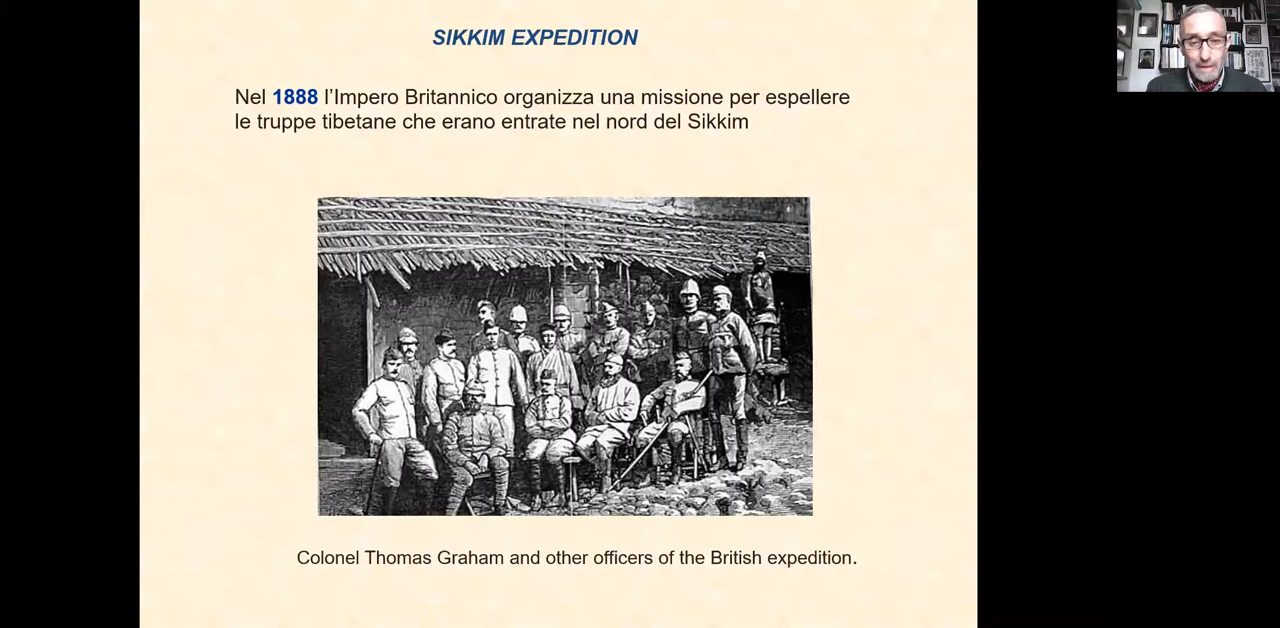 SIKKIM EXPEDITION
Nel 1888 l'Impero Britannico organizza una missione per espellere
le truppe tibetane che erano entrate nel nord del Sikkim
Colonel Thomas Graham and other officers of the British expedition.